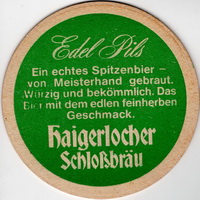 Edel Pils
Ein echtes Spitzenbier –
von Meisterhand gebraut.
Würzig und bekömmlich. Das
Bier mit dem edlen feinherben
Geschmack.
Haigerlocher
Schloßbräu